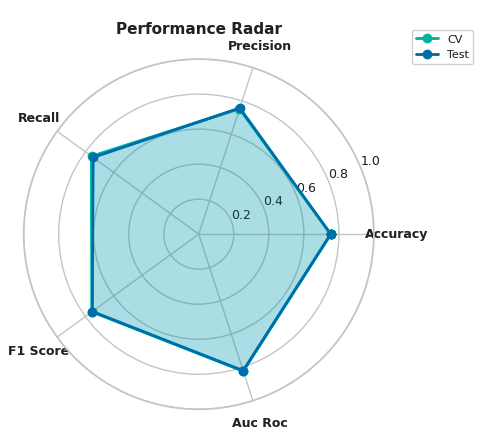 Performance Radar
CV
Test
Precision
Recall
1.0
0.8
0.6
0.4
0.2
Accuracy
F1 Score
Auc Roc